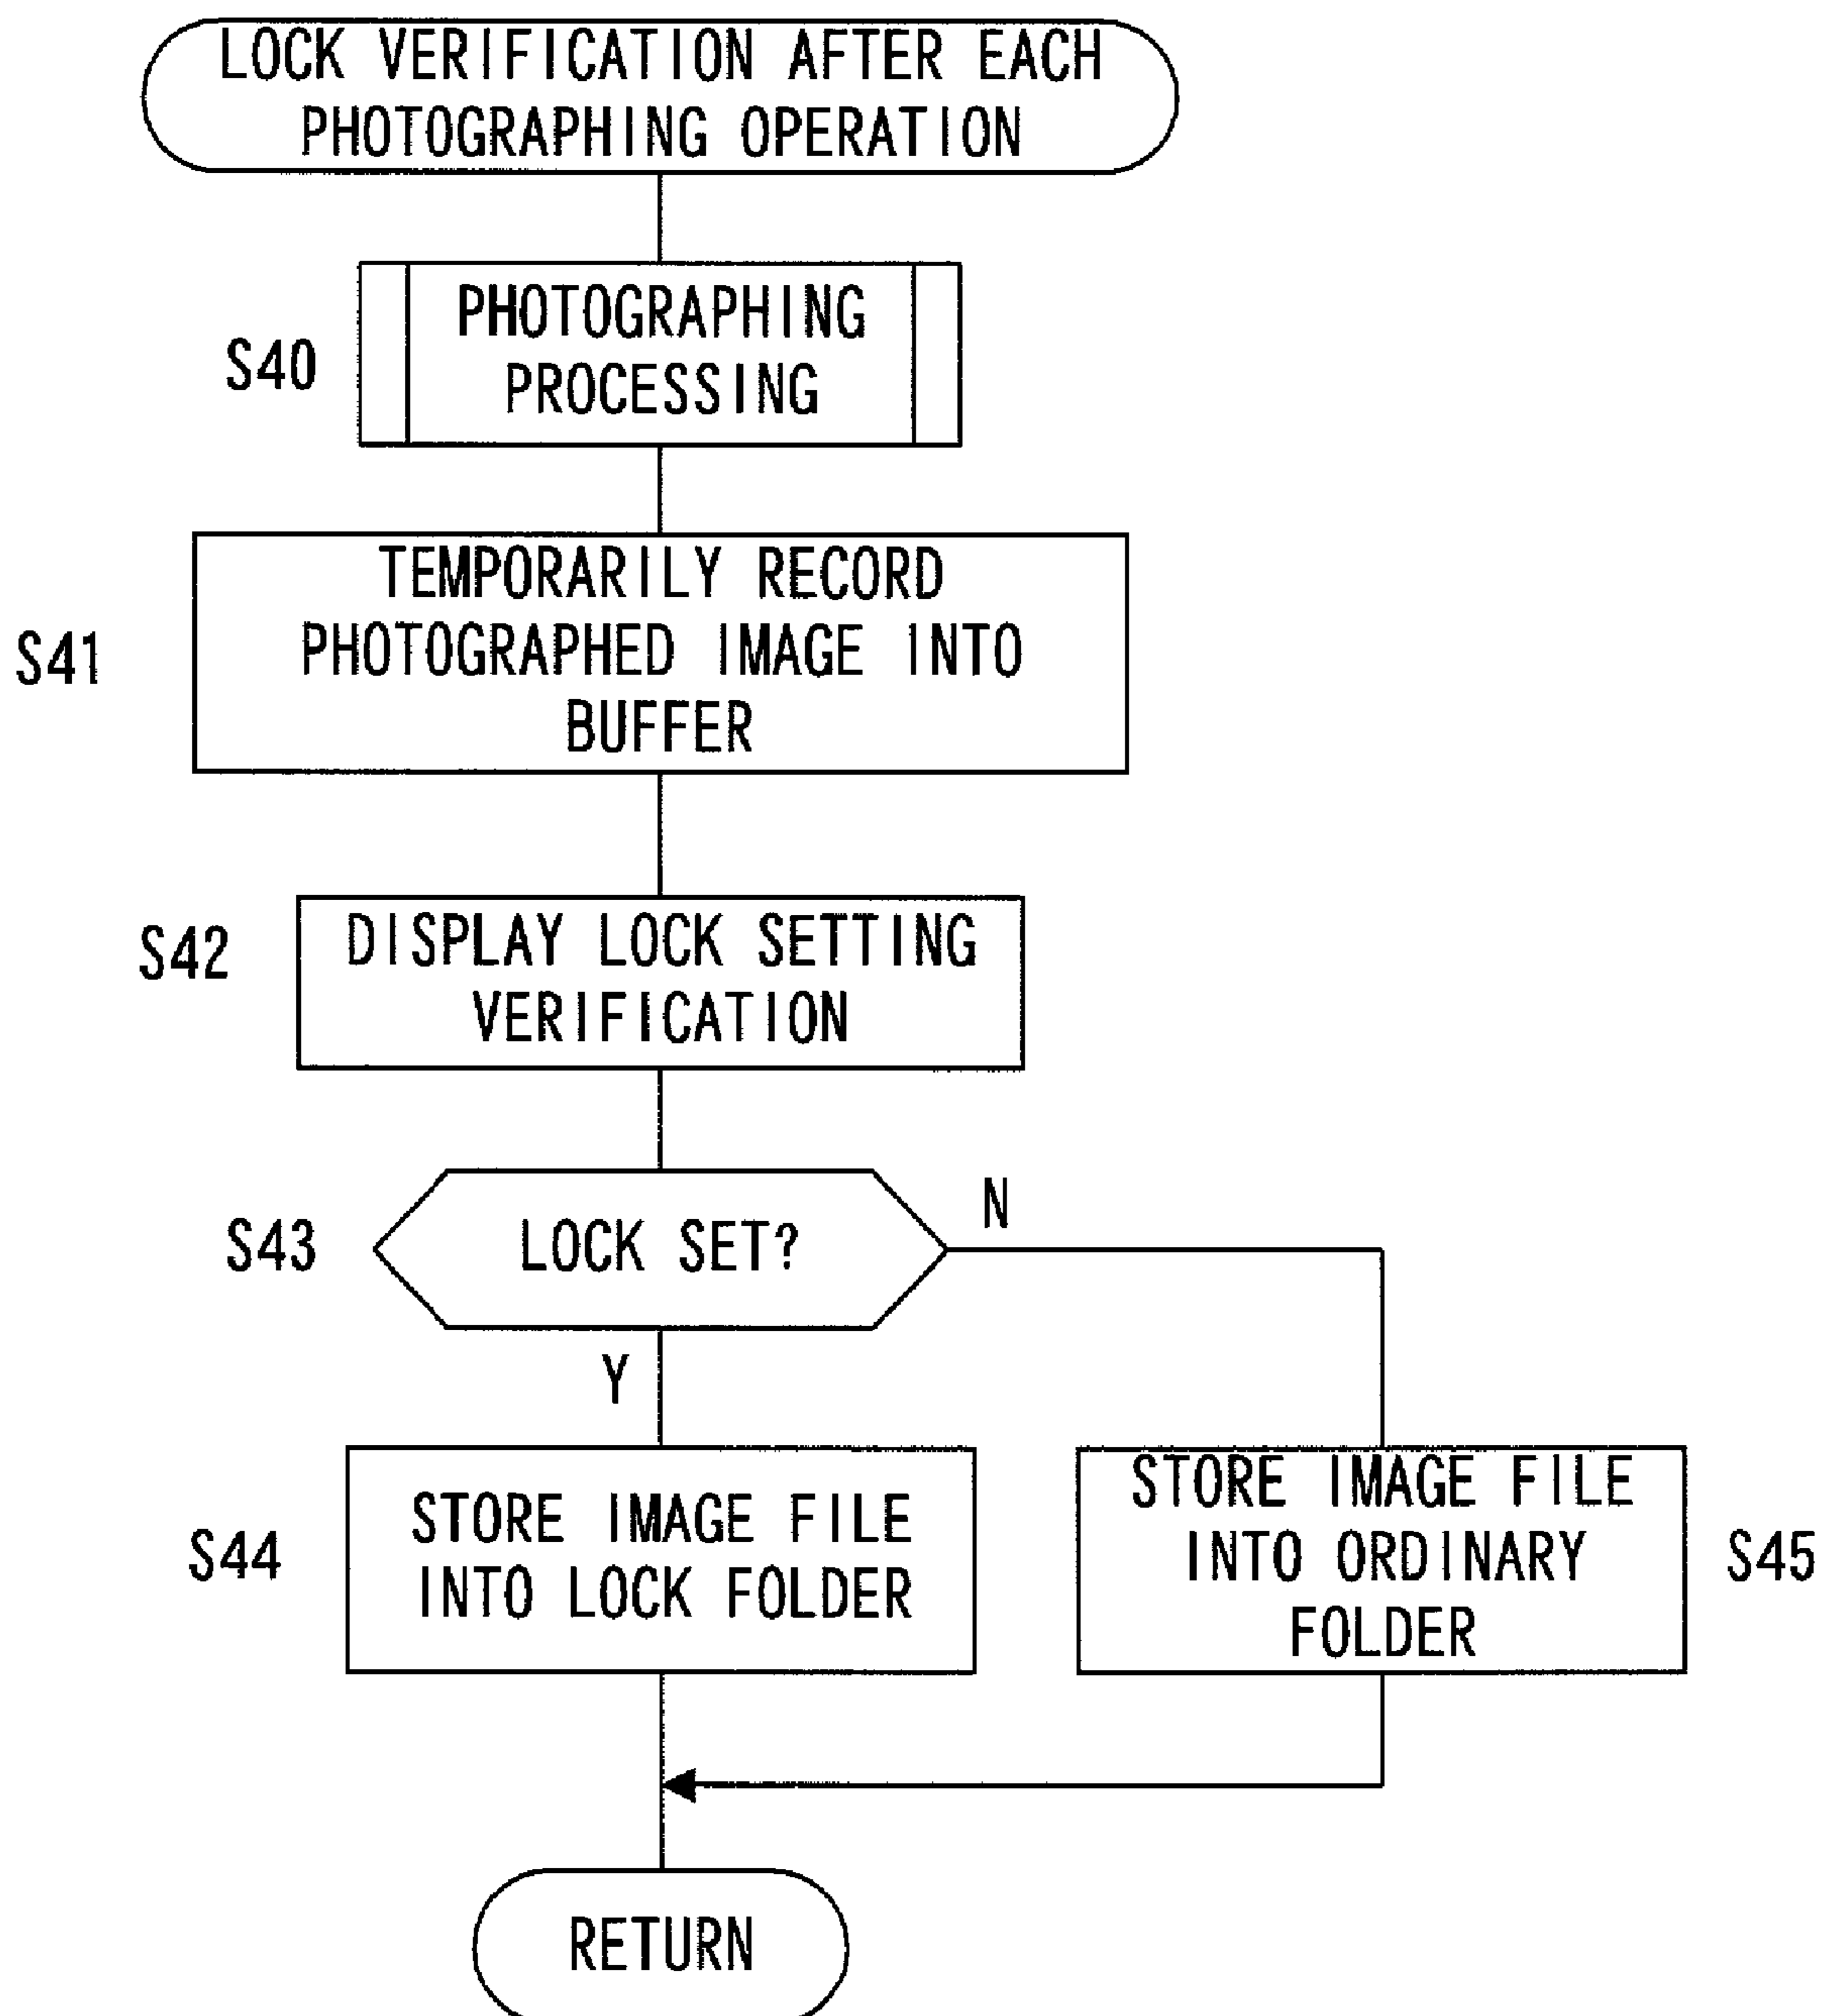 LOCK VERIFICATION AFTER EACH
PHOTOGRAPHING OPERATION
S40
PHOTOGRAPHING
PROCESSING
S41
TEMPORARILY RECORD
PHOTOGRAPHED IMAGE INTO
BUFFER
S42
DISPLAY LOCK SETTING
VERIFICATION
S43
LOCK SET?
N
Y
S44
STORE IMAGE FILE
INTO LOCK FOLDER
STORE IMAGE FILE
INTO ORDINARY
FOLDER
S45
RETURN